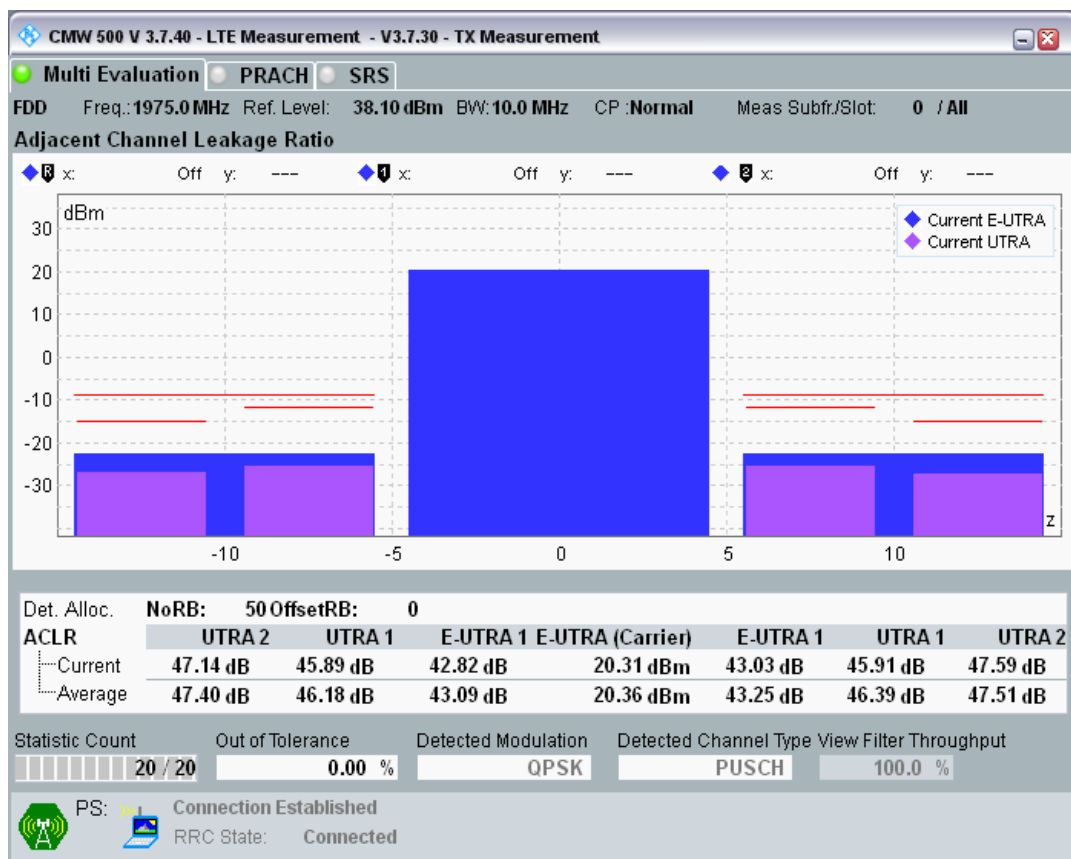 CMW 500 V 3.7.40 - LTE Measurement - V3.7.30 - TX Measurement
Multi Evaluation PRACH SRS
FDD Freq.: 1975.0 MHz Ref. Level: 38.10 dBm BW: 10.0 MHz CP :Normal Meas Subfr./Slot: 0 / All
Adjacent Channel Leakage Ratio
R x: Off y: --- 1 x: Off y: --- 2 x: Off y: ---
dBm
Current E-UTRA
Current UTRA
30
20
10
0
-10
-20
-30
z
-10 -5 0 5 10
Det. Alloc. NoRB: 50 OffsetRB: 0
ACLR UTRA 2 UTRA 1 E-UTRA 1 E-UTRA (Carrier) E-UTRA 1 UTRA 1 UTRA 2
Current 47.14 dB 45.89 dB 42.82 dB 20.31 dBm 43.03 dB 45.91 dB 47.59 dB
Average 47.40 dB 46.18 dB 43.09 dB 20.36 dBm 43.25 dB 46.39 dB 47.51 dB
Statistic Count Out of Tolerance Detected Modulation Detected Channel Type View Filter Throughput
20 / 20 0.00 % QPSK PUSCH 100.0 %
PS: Connection Established
RRC State: Connected